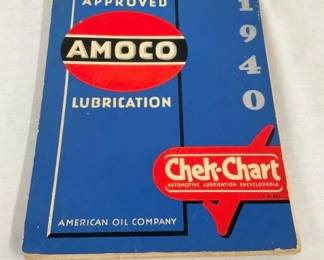 APPROVED
AMOCO
LUBRICATION
1940
Chek-Chart
AUTOMOTIVE LUBRICATION ENCYCLOPEDIA
AMERICAN OIL COMPANY